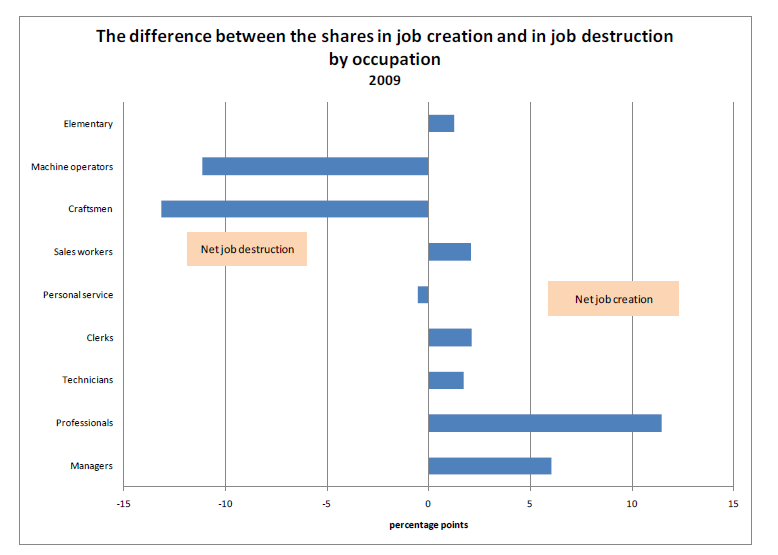 The difference between the shares in job creation and in job destruction
by occupation
2009
Elementary
Machine operators
Craftsmen
Net job destruction
Sales workers
Personal service
Net job creation
Clerks
Technicians
Professionals
Managers
-15 -10 -5 0 5 10 15
percentage points